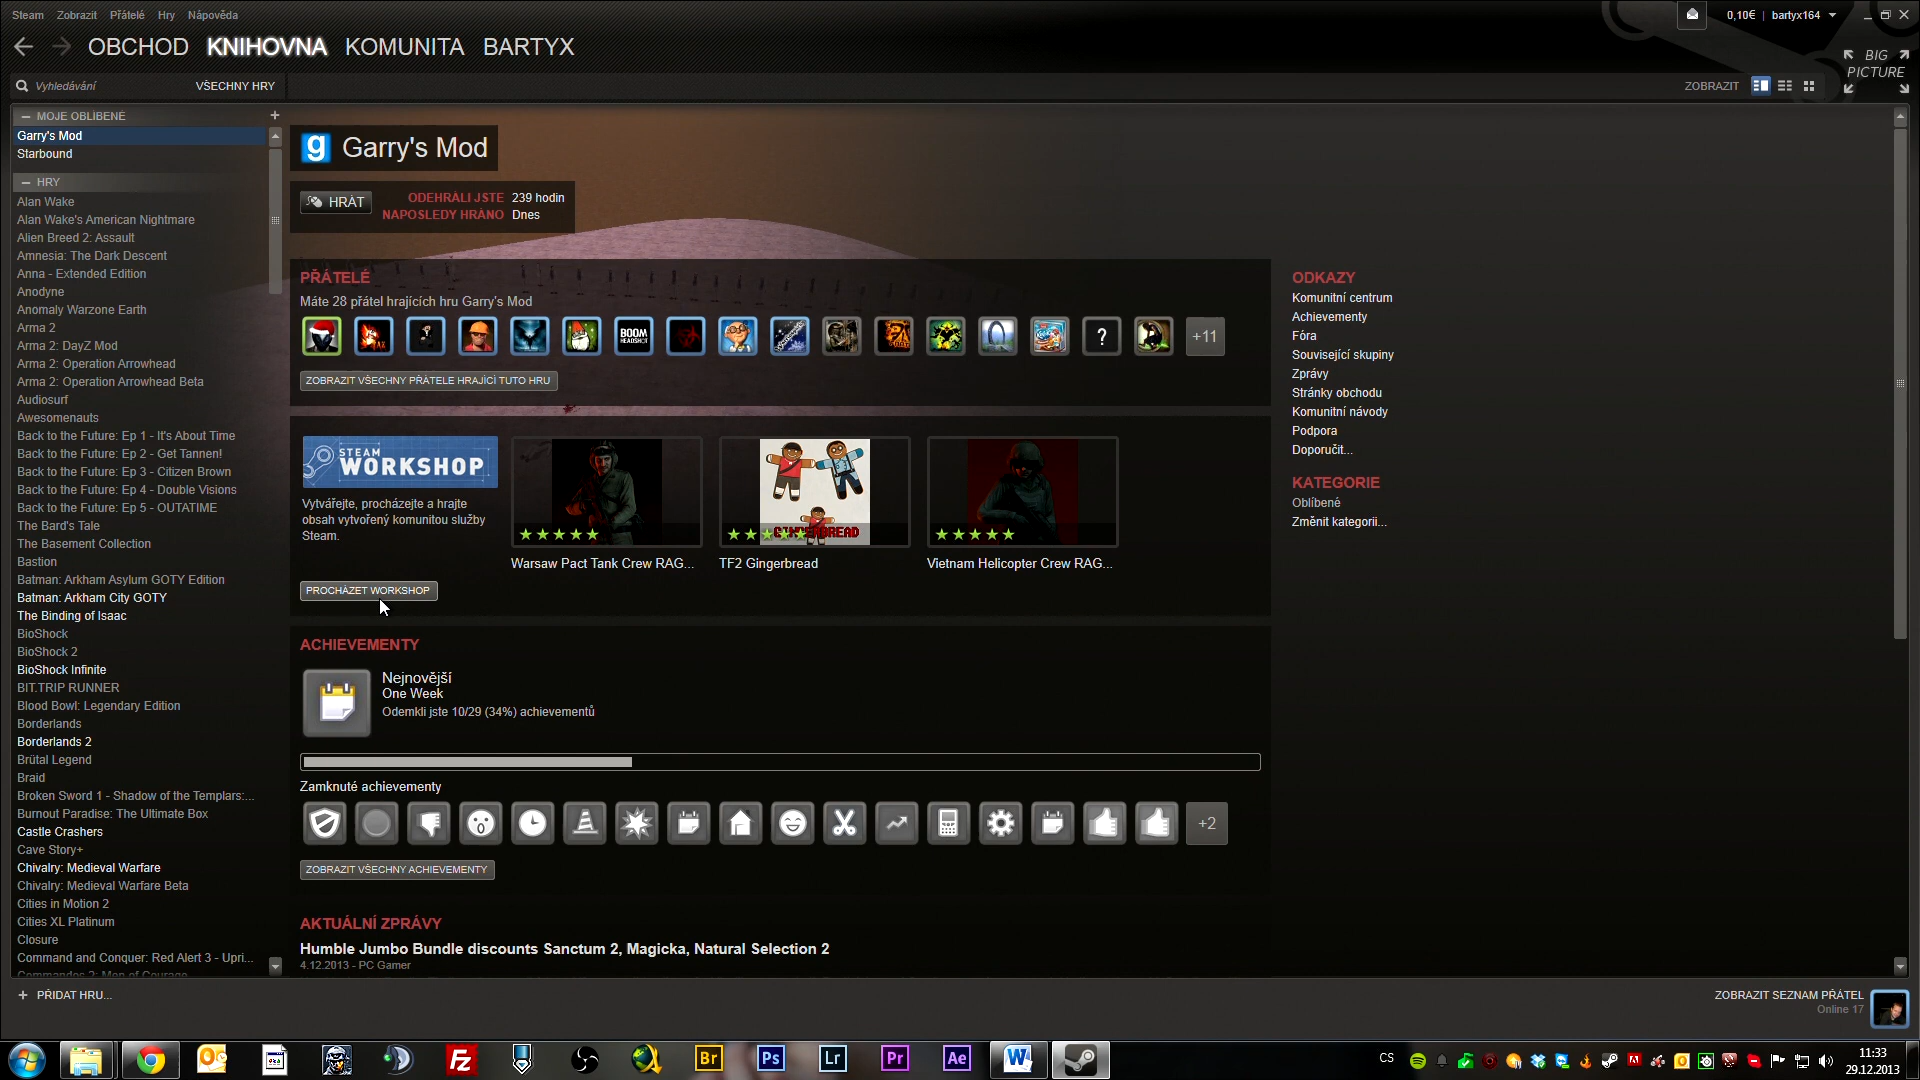 Steam Zobrazit Přátelé Hry Nápověda
0,10€ bartyx164
OBCHOD KNIHOVNA KOMUNITA BARTYX
BIG PICTURE
Vyhledávání VŠECHNY HRY
ZOBRAZIT
MOJE OBLÍBENÉ +
Garry's Mod
Starbound
HRY
Alan Wake
Alan Wake's American Nightmare
Alien Breed 2: Assault
Amnesia: The Dark Descent
Anna - Extended Edition
Anodyne
Anomaly Warzone Earth
Arma 2
Arma 2: DayZ Mod
Arma 2: Operation Arrowhead
Arma 2: Operation Arrowhead Beta
Audiosurf
Awesomenauts
Back to the Future: Ep 1 - It's About Time
Back to the Future: Ep 2 - Get Tannen!
Back to the Future: Ep 3 - Citizen Brown
Back to the Future: Ep 4 - Double Visions
Back to the Future: Ep 5 - OUTATIME
The Bard's Tale
The Basement Collection
Bastion
Batman: Arkham Asylum GOTY Edition
Batman: Arkham City GOTY
The Binding of Isaac
BioShock
BioShock 2
BioShock Infinite
BIT.TRIP RUNNER
Blood Bowl: Legendary Edition
Borderlands
Borderlands 2
Brütal Legend
Braid
Broken Sword 1 - Shadow of the Templars:...
Burnout Paradise: The Ultimate Box
Castle Crashers
Cave Story+
Chivalry: Medieval Warfare
Chivalry: Medieval Warfare Beta
Cities in Motion 2
Cities XL Platinum
Closure
Command and Conquer: Red Alert 3 - Upri...
Commandos 2: Men of Courage
+ PŘIDAT HRU...
g Garry's Mod
HRÁT
ODEHRÁLI JSTE 239 hodin
NAPOSLEDY HRÁNO Dnes
PŘÁTELÉ
Máte 28 přátel hrajících hru Garry's Mod
BOOM HEADSHOT
?
+11
ZOBRAZIT VŠECHNY PŘÁTELE HRAJÍCÍ TUTO HRU
STEAM WORKSHOP
Vytvářejte, procházejte a hrajte
obsah vytvořený komunitou služby
Steam.
PROCHÁZET WORKSHOP
Warsaw Pact Tank Crew RAG...
TF2 Gingerbread
Vietnam Helicopter Crew RAG...
ACHIEVEMENTY
Nejnovější
One Week
Odemkli jste 10/29 (34%) achievementů
Zamknuté achievementy
+2
ZOBRAZIT VŠECHNY ACHIEVEMENTY
AKTUÁLNÍ ZPRÁVY
Humble Jumbo Bundle discounts Sanctum 2, Magicka, Natural Selection 2
4.12.2013 - PC Gamer
ODKAZY
Komunitní centrum
Achievementy
Fóra
Související skupiny
Zprávy
Stránky obchodu
Komunitní návody
Podpora
Doporučit...
KATEGORIE
Oblíbené
Změnit kategorii...
ZOBRAZIT SEZNAM PŘÁTEL
Online 17
Fz Br Ps Lr Pr Ae W
CS
11:33
29.12.2013